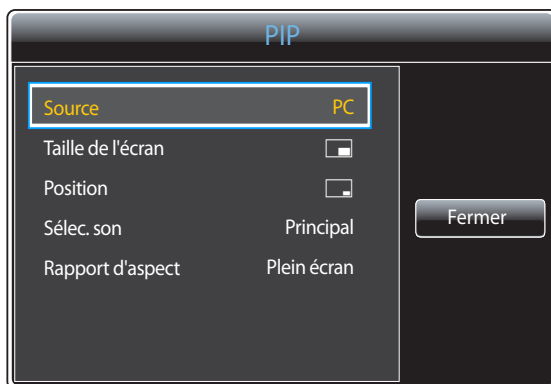 PIP
Source PC
Taille de l'écran
Position
Sélec. son Principal
Rapport d'aspect Plein écran
Fermer